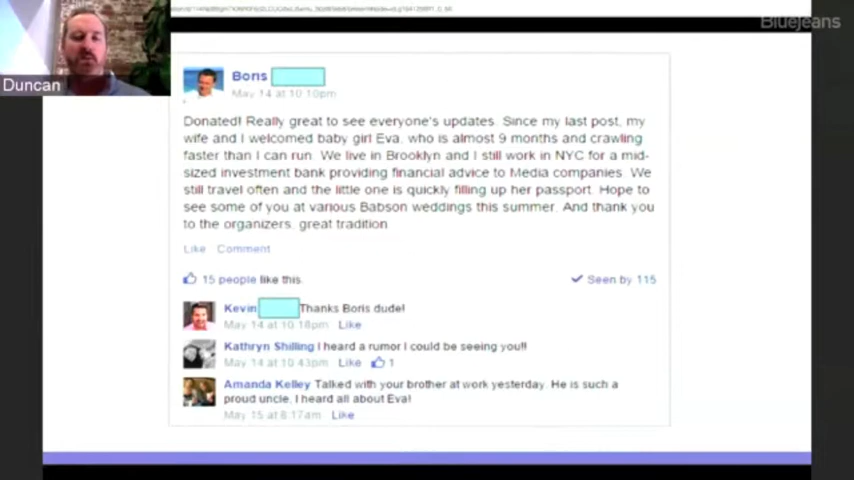 BlueJeans
Duncan
Boris
May 14 at 10:10pm
Donated! Really great to see everyone's updates. Since my last post, my
wife and I welcomed baby girl Eva, who is almost 9 months and crawling
faster than I can run. We live in Brooklyn and I still work in NYC for a mid-
sized investment bank providing financial advice to Media companies. We
still travel often and the little one is quickly filling up her passport. Hope to
see some of you at various Babson weddings this summer. And thank you
to the organizers, great tradition
Like Comment
15 people like this.
Seen by 115
Kevin Thanks Boris dude!
May 14 at 10:18pm Like
Kathryn Shilling I heard a rumor I could be seeing you!!
May 14 at 10:43pm Like 1
Amanda Kelley Talked with your brother at work yesterday. He is such a
proud uncle, I heard all about Eva!
May 15 at 8:17am Like